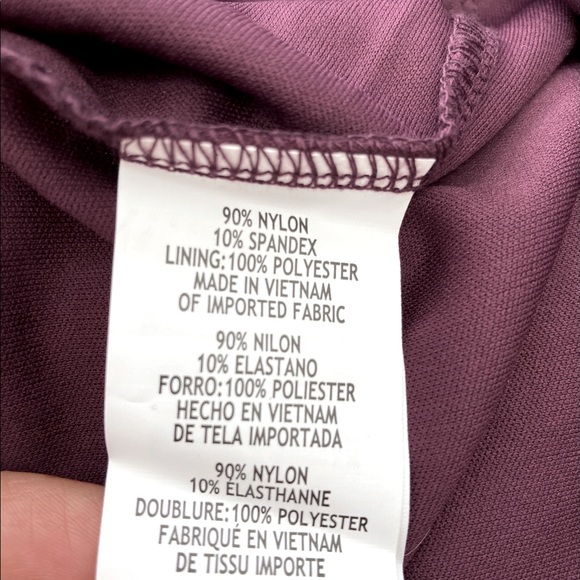 90% NYLON
10% SPANDEX
LINING:100% POLYESTER
MADE IN VIETNAM
OF IMPORTED FABRIC
90% NILON
10% ELASTANO
FORRO:100% POLIESTER
HECHO EN VIETNAM
DE TELA IMPORTADA
90% NYLON
10% ÉLASTHANNE
DOUBLURE:100% POLYESTER
FABRIQUÉ EN VIETNAM
DE TISSU IMPORTE